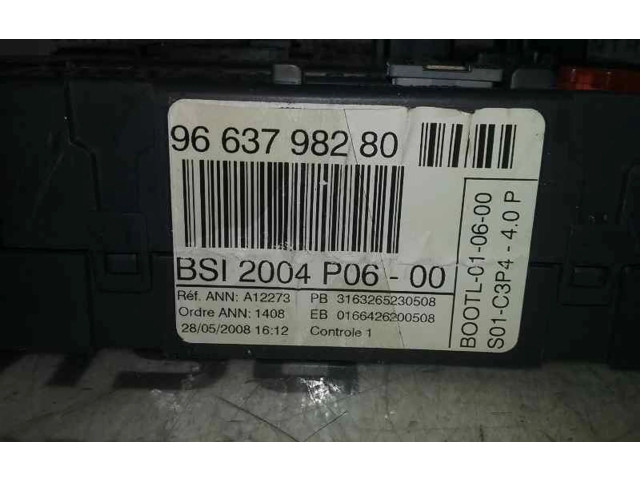 96 637 982 80
BSI 2004 P06 - 00
Réf. ANN: A12273 PB 3163265230508
Ordre ANN: 1408 EB 0166426200508
28/05/2008 16:12 Controle 1
BOOTL-01-06-00
S01-C3P4 - 4.0 P